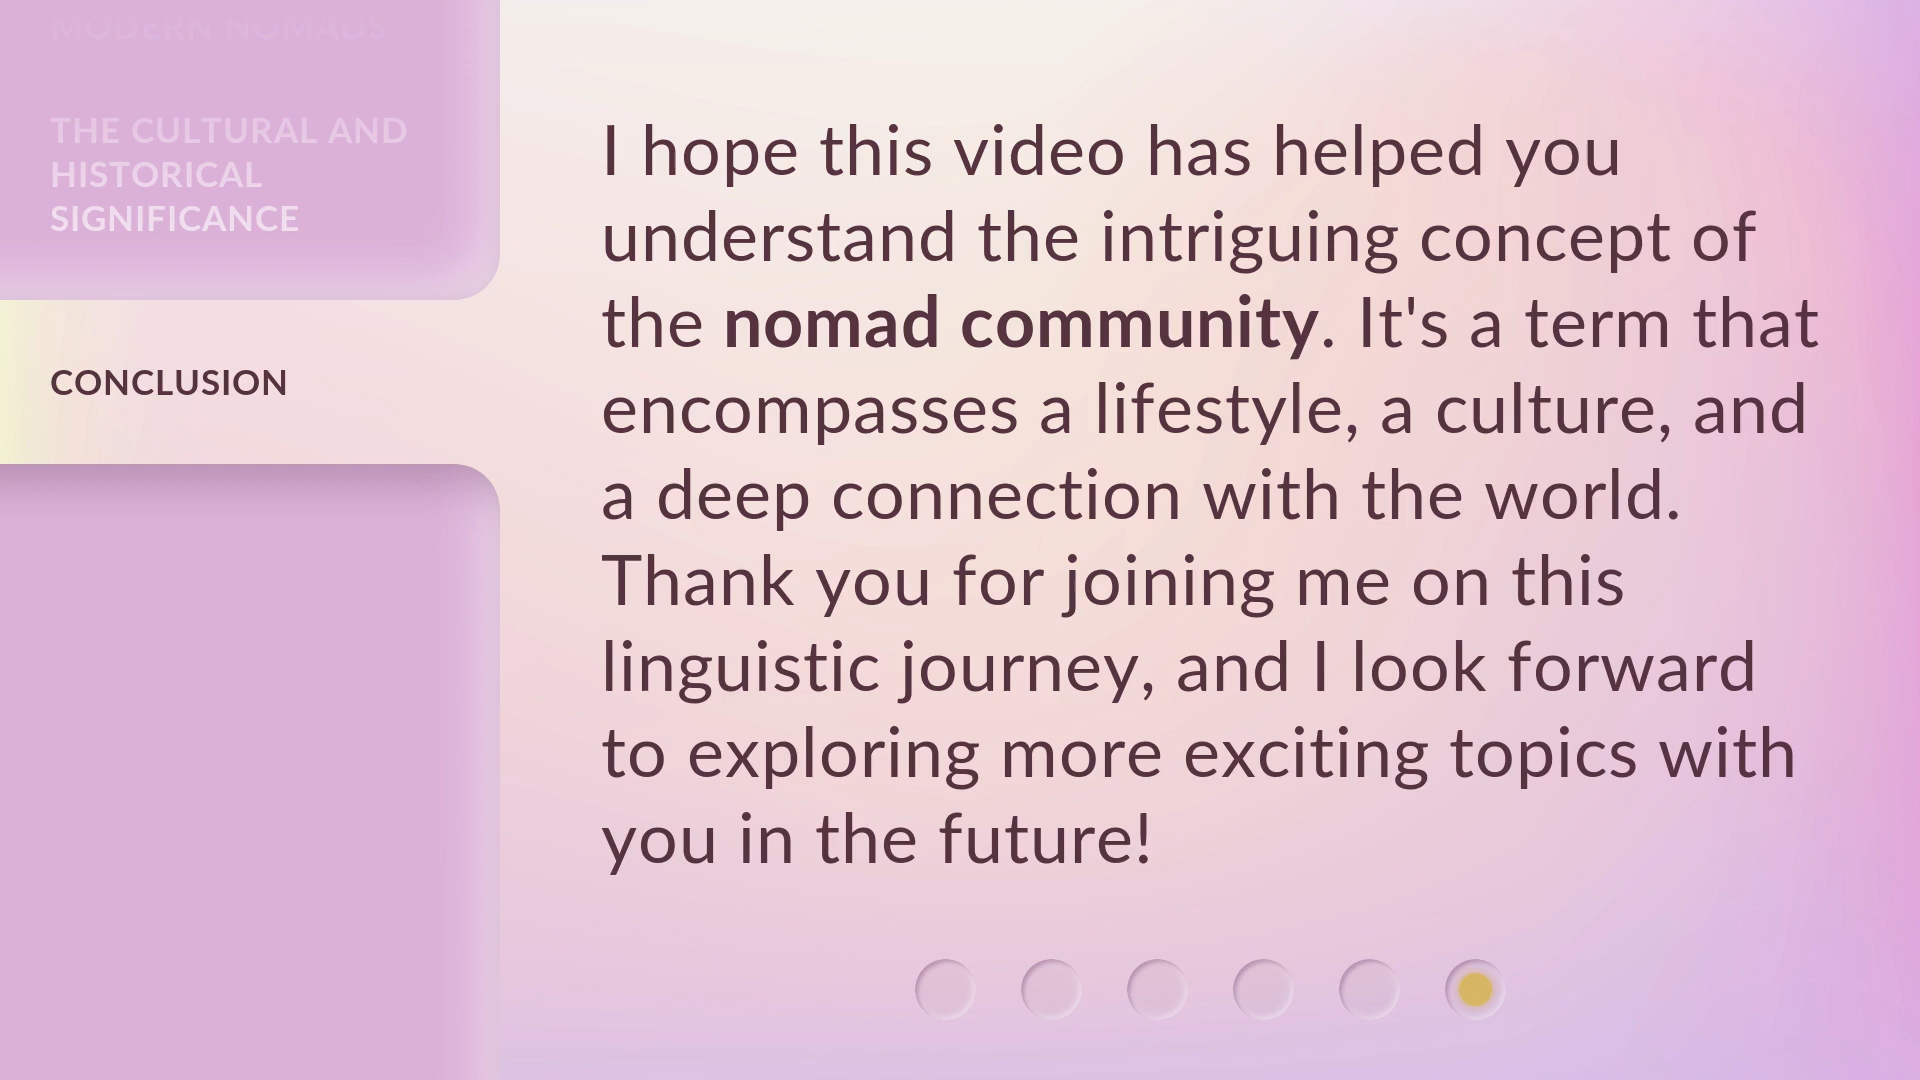 MODERN NOMADS
THE CULTURAL AND
HISTORICAL
SIGNIFICANCE
CONCLUSION
I hope this video has helped you
understand the intriguing concept of
the nomad community. It's a term that
encompasses a lifestyle, a culture, and
a deep connection with the world.
Thank you for joining me on this
linguistic journey, and I look forward
to exploring more exciting topics with
you in the future!